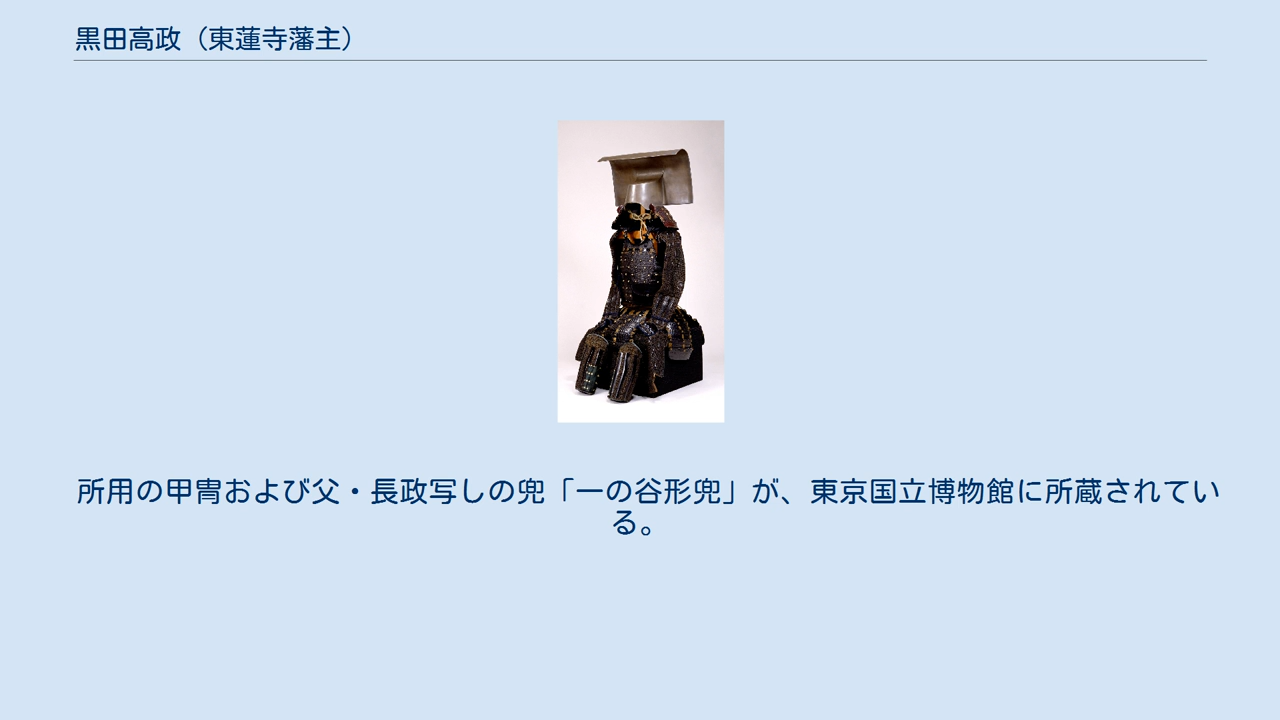 黒田高政（東蓮寺藩主）
所用の甲冑および父・長政写しの兜「一の谷形兜」が、東京国立博物館に所蔵されてい
る。